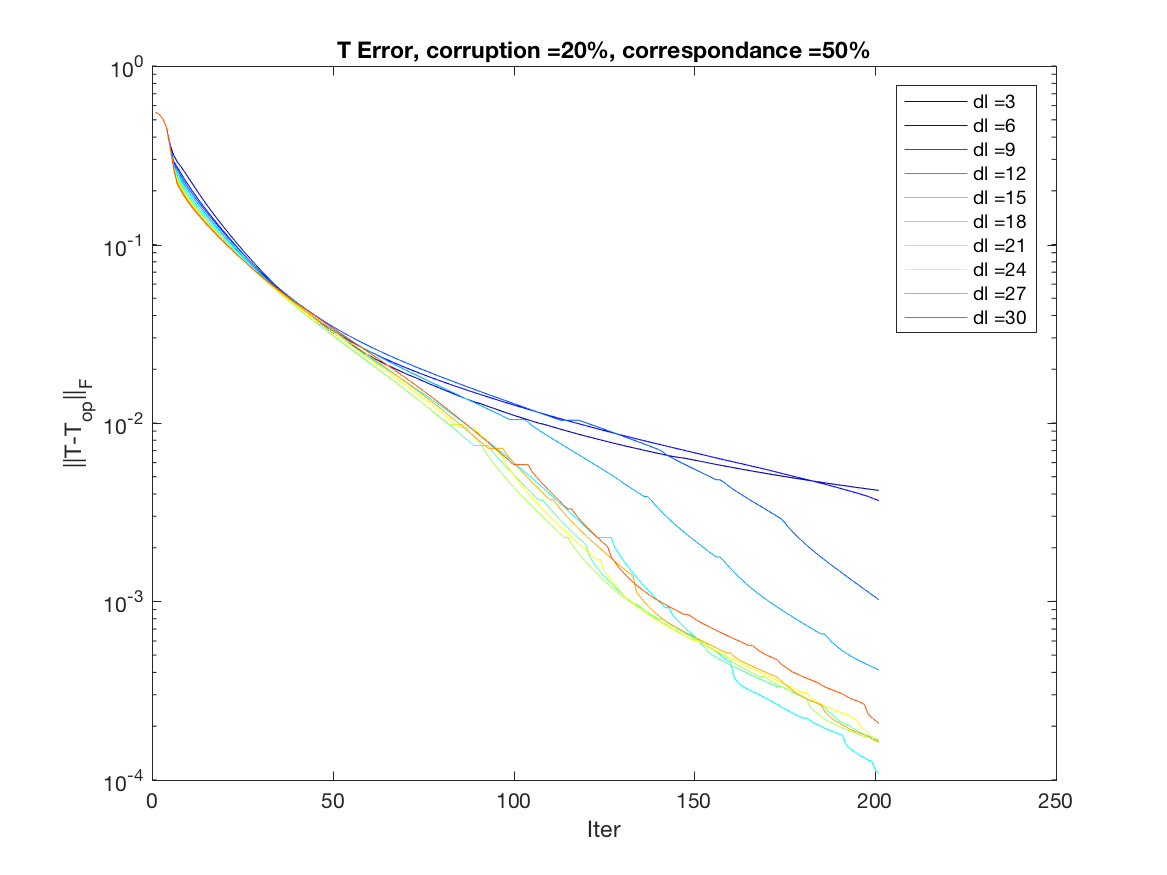 T Error, corruption =20%, correspondance =50%
10^0
10^-1
10^-2
10^-3
10^-4
||T-T_op||_F
0
50
100
150
200
250
Iter
dl =3
dl =6
dl =9
dl =12
dl =15
dl =18
dl =21
dl =24
dl =27
dl =30